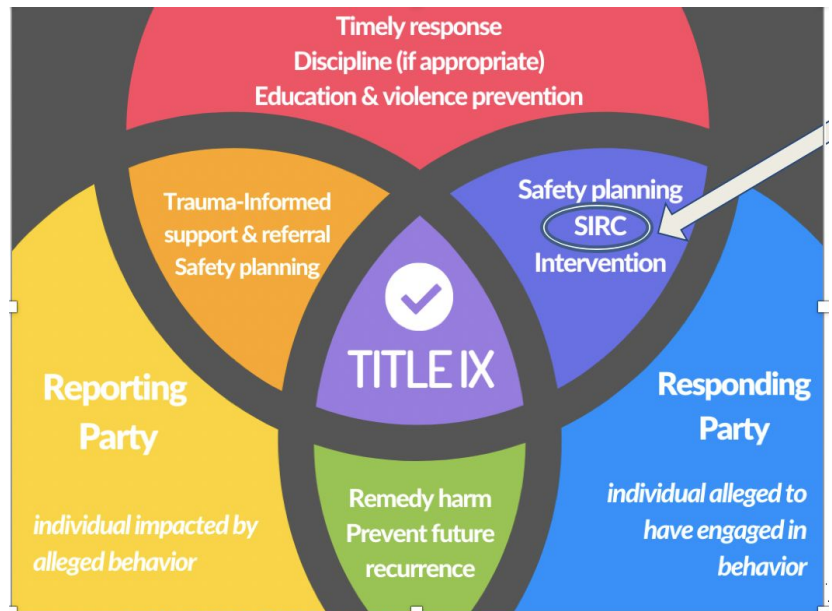 Timely response
Discipline (if appropriate)
Education & violence prevention
Trauma-Informed
support & referral
Safety planning
Safety planning
SIRC
Intervention
TITLE IX
Reporting
Party
individual impacted by
alleged behavior
Responding
Party
individual alleged to
have engaged in
behavior
Remedy harm
Prevent future
recurrence